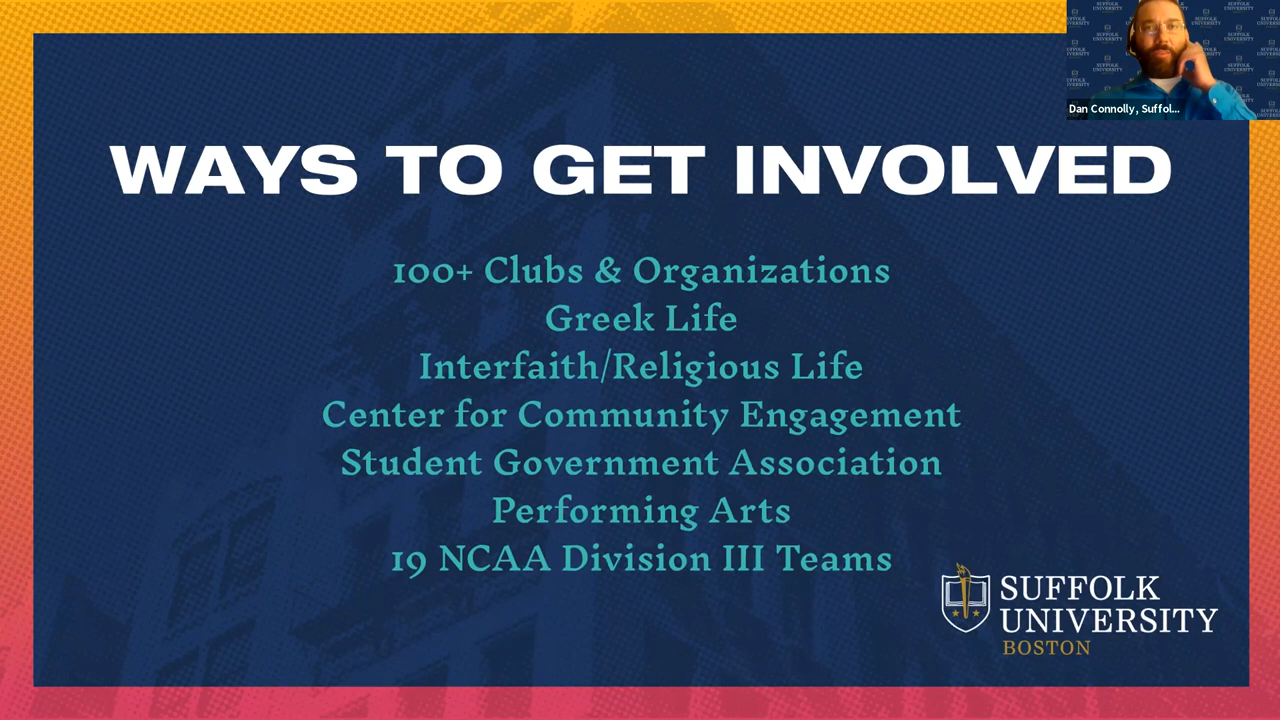 WAYS TO GET INVOLVED
100+ Clubs & Organizations
Greek Life
Interfaith/Religious Life
Center for Community Engagement
Student Government Association
Performing Arts
19 NCAA Division III Teams
SUFFOLK
UNIVERSITY
BOSTON
Dan Connolly, Suffol...